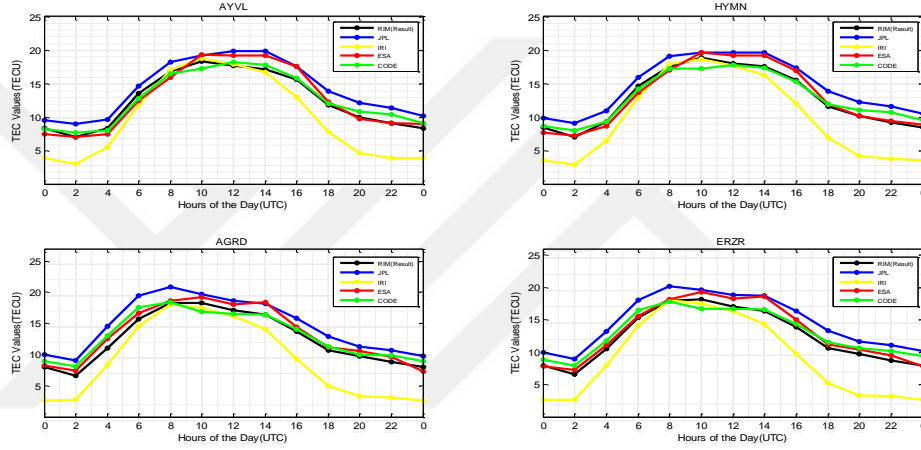 AYVL
TEC Values(TECU)
25
20
15
10
5
0 2 4 6 8 10 12 14 16 18 20 22 0
Hours of the Day(UTC)
RIM(Result)
JPL
IRI
ESA
CODE
HYMN
TEC Values(TECU)
25
20
15
10
5
0 2 4 6 8 10 12 14 16 18 20 22 0
Hours of the Day(UTC)
RIM(Result)
JPL
IRI
ESA
CODE
AGRD
TEC Values(TECU)
25
20
15
10
5
0 2 4 6 8 10 12 14 16 18 20 22 0
Hours of the Day(UTC)
RIM(Result)
JPL
IRI
ESA
CODE
ERZR
TEC Values(TECU)
25
20
15
10
5
0 2 4 6 8 10 12 14 16 18 20 22 0
Hours of the Day(UTC)
RIM(Result)
JPL
IRI
ESA
CODE